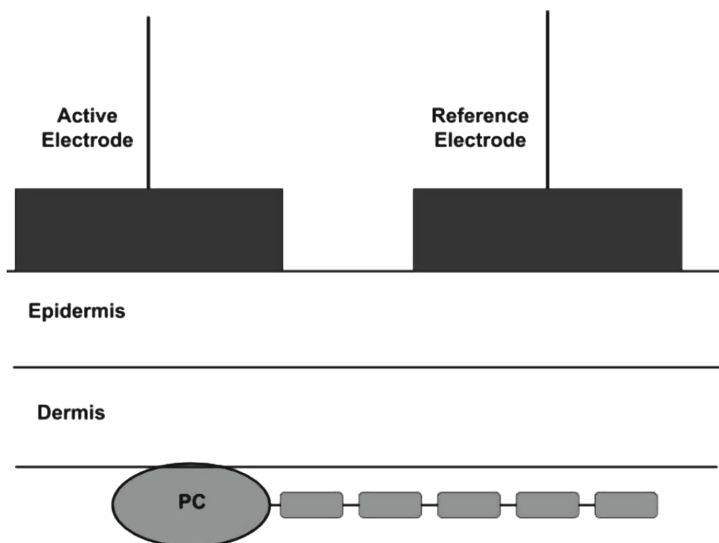 Active
Electrode
Reference
Electrode
Epidermis
Dermis
PC